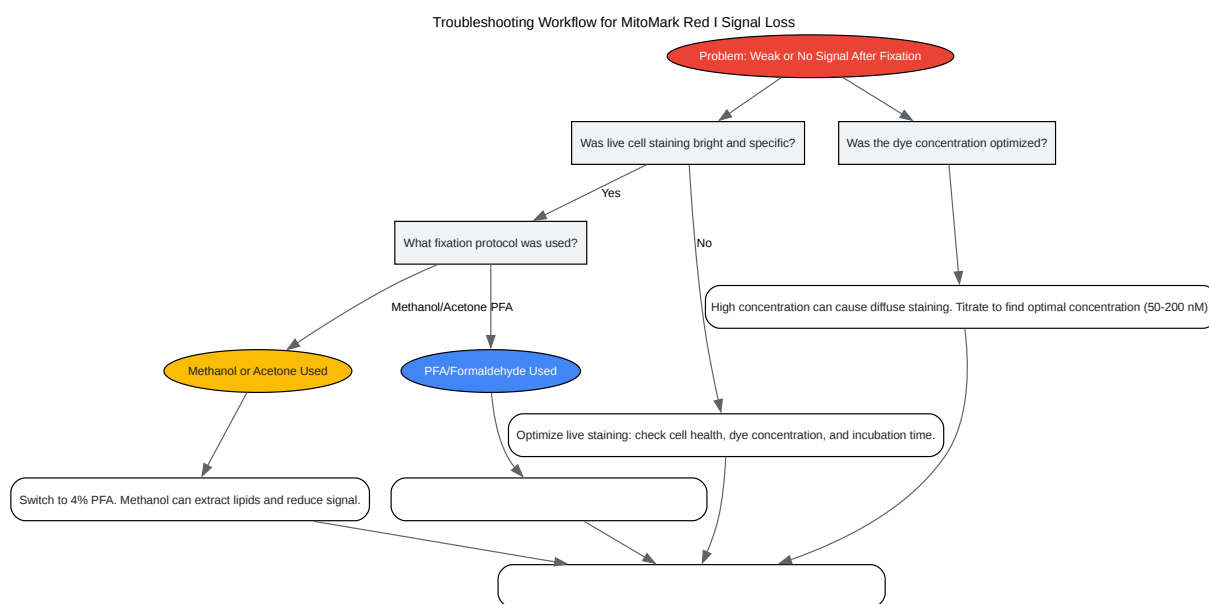 Troubleshooting Workflow for MitoMark Red I Signal Loss
Problem: Weak or No Signal After Fixation
Was live cell staining bright and specific?
Was the dye concentration optimized?
Yes
What fixation protocol was used?
No
Methanol/Acetone
PFA
High concentration can cause diffuse staining. Titrate to find optimal concentration (50-200 nM)
Methanol or Acetone Used
PFA/Formaldehyde Used
Optimize live staining: check cell health, dye concentration, and incubation time.
Switch to 4% PFA. Methanol can extract lipids and reduce signal.